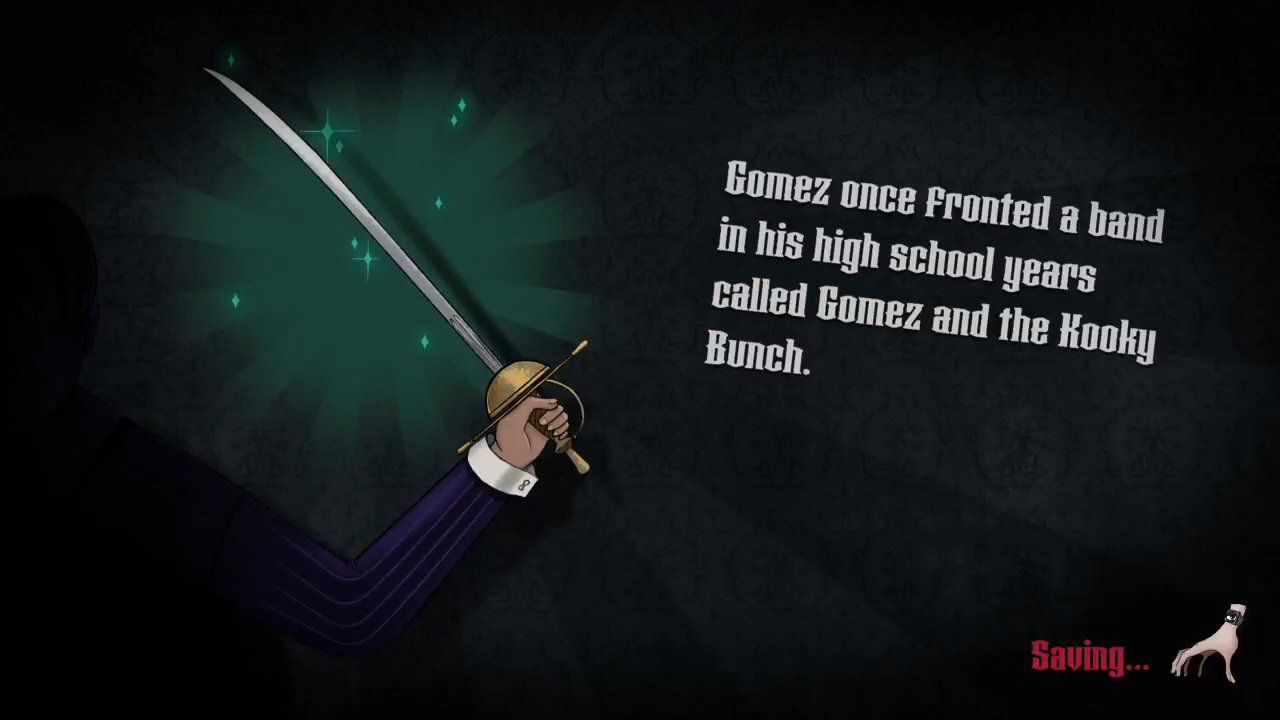 Gomez once fronted a band
in his high school years
called Gomez and the Kooky
Bunch.
Saving...